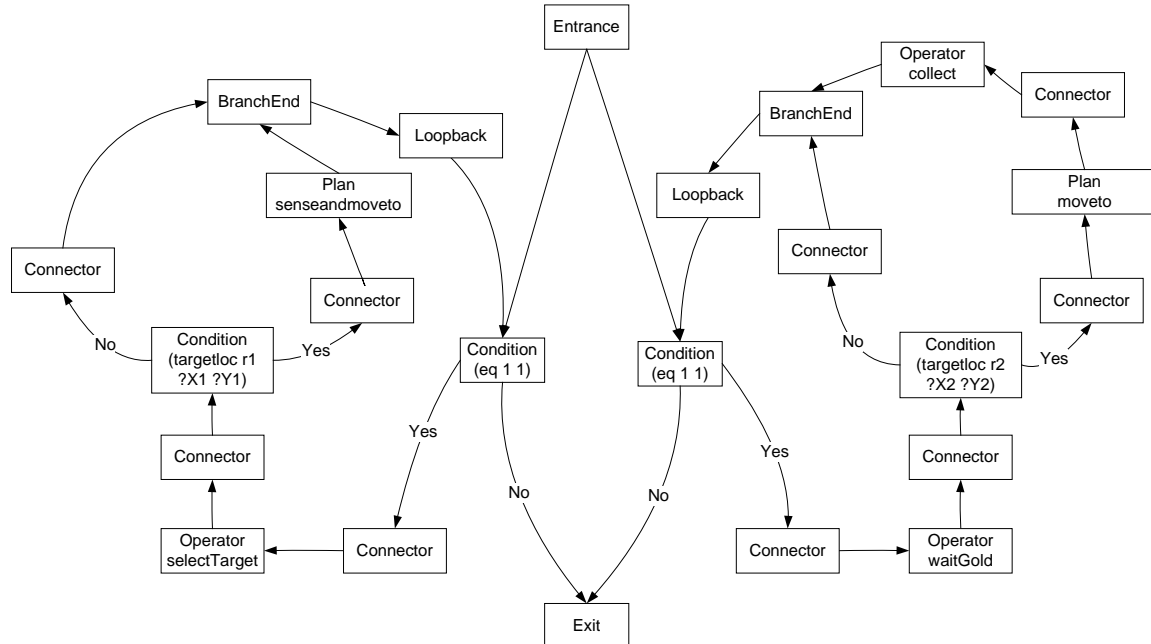 Entrance
Operator
collect
BranchEnd
Connector
BranchEnd
Loopback
Plan
senseandmoveto
Loopback
Plan
moveto
Connector
Connector
Connector
Connector
No
Condition
(targetloc r1
?X1 ?Y1)
Yes
Condition
(eq 1 1)
Condition
(eq 1 1)
No
Condition
(targetloc r2
?X2 ?Y2)
Yes
Connector
Yes
No
No
Yes
Connector
Operator
selectTarget
Connector
Connector
Operator
waitGold
Exit